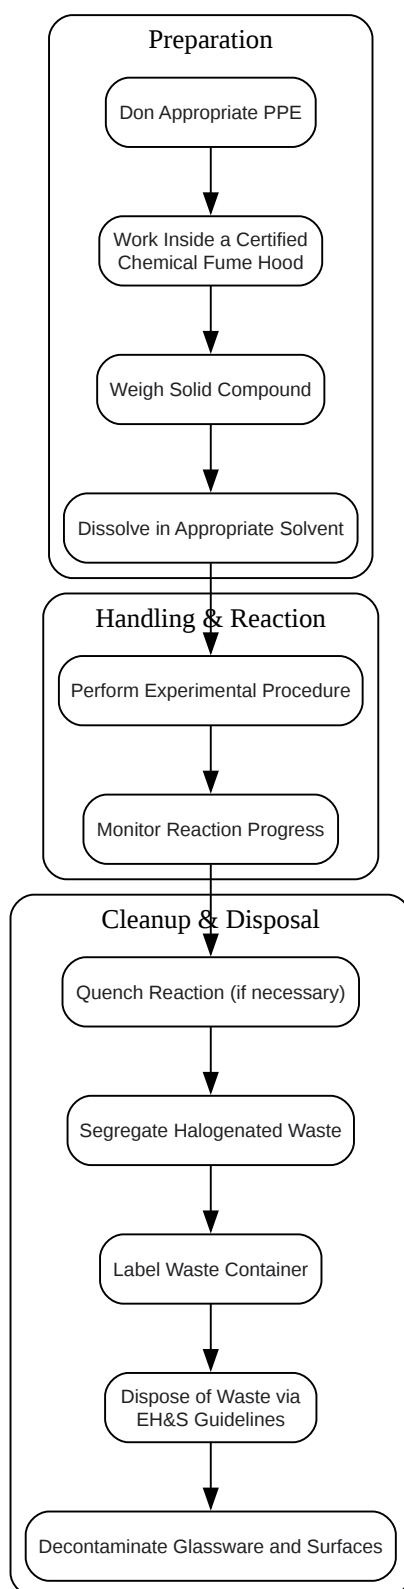 Preparation
Don Appropriate PPE
Work Inside a Certified
Chemical Fume Hood
Weigh Solid Compound
Dissolve in Appropriate Solvent
Handling & Reaction
Perform Experimental Procedure
Monitor Reaction Progress
Cleanup & Disposal
Quench Reaction (if necessary)
Segregate Halogenated Waste
Label Waste Container
Dispose of Waste via
EH&S Guidelines
Decontaminate Glassware and Surfaces